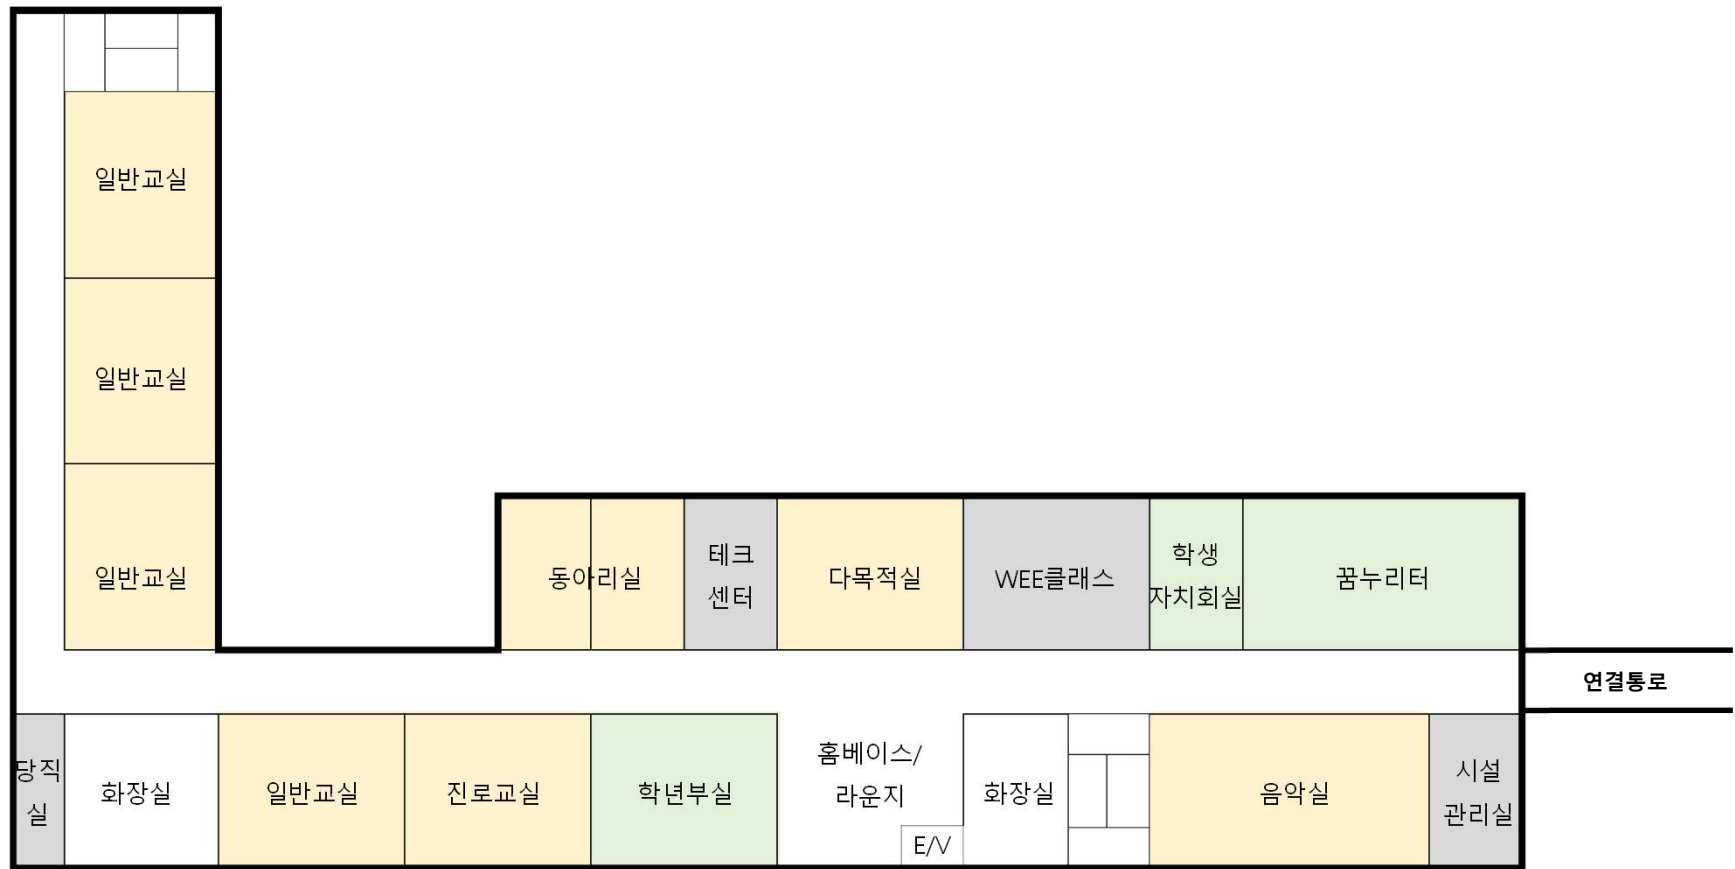 일반교실
일반교실
일반교실
동아리실
테크
센터
다목적실
WEE클래스
학생
자치회실
꿈누리터
연결통로
당직
실
화장실
일반교실
진로교실
학년부실
홈베이스/
라운지
E/V
화장실
음악실
시설
관리실